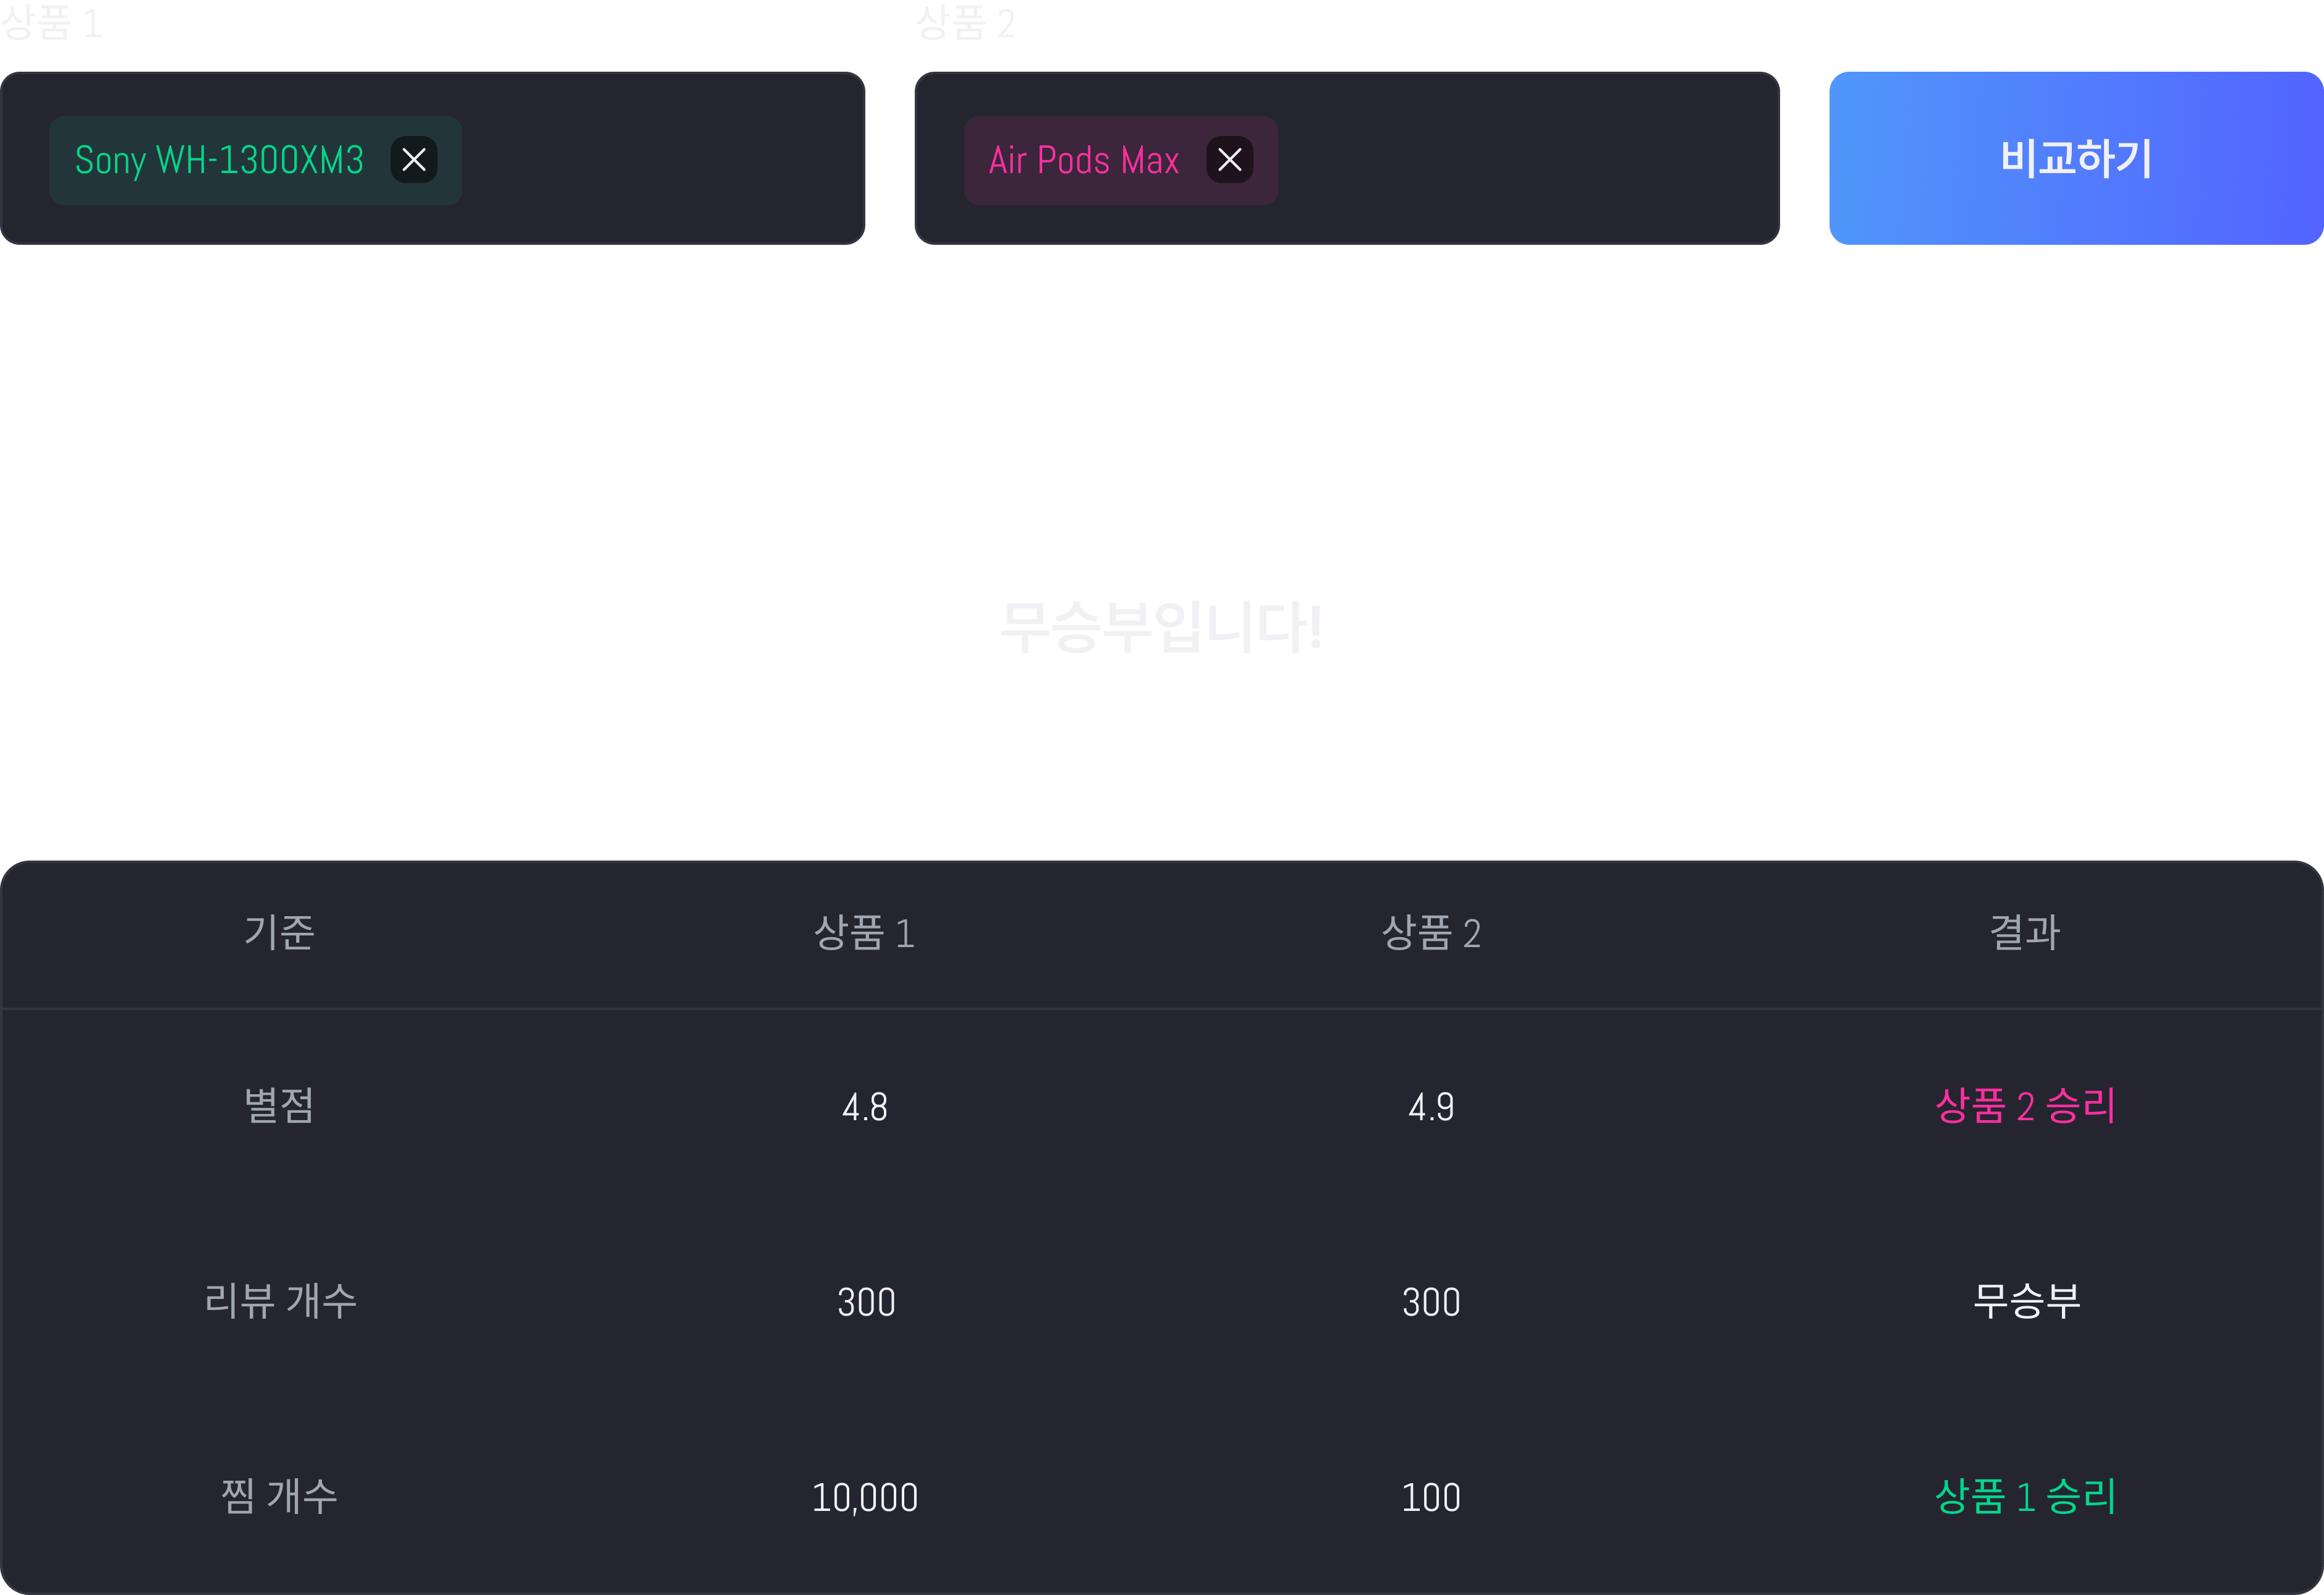 상품 1 상품 2
Sony WH-1300XM3 Air Pods Max 비교하기
무승부입니다!
기준 상품 1 상품 2 결과
별점 4.8 4.9 상품 2 승리
리뷰 개수 300 300 무승부
찜 개수 10,000 100 상품 1 승리